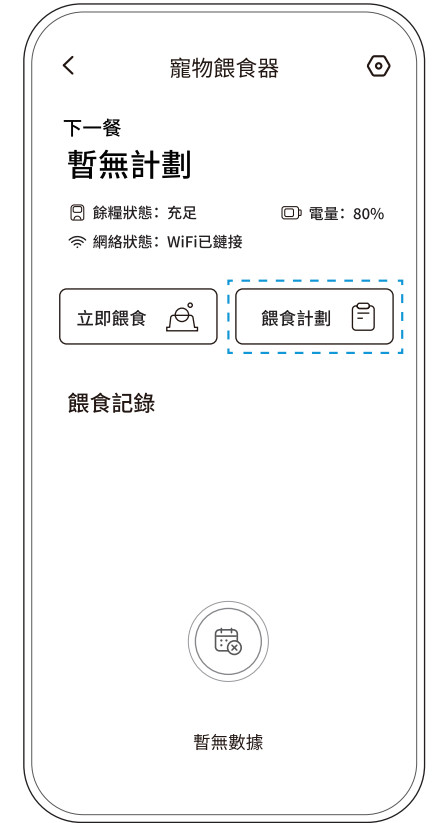 寵物餵食器
下一餐
暫無計劃
餘糧狀態：充足
電量：80%
網絡狀態：WiFi已鏈接
立即餵食
餵食計劃
餵食記錄
暫無數據